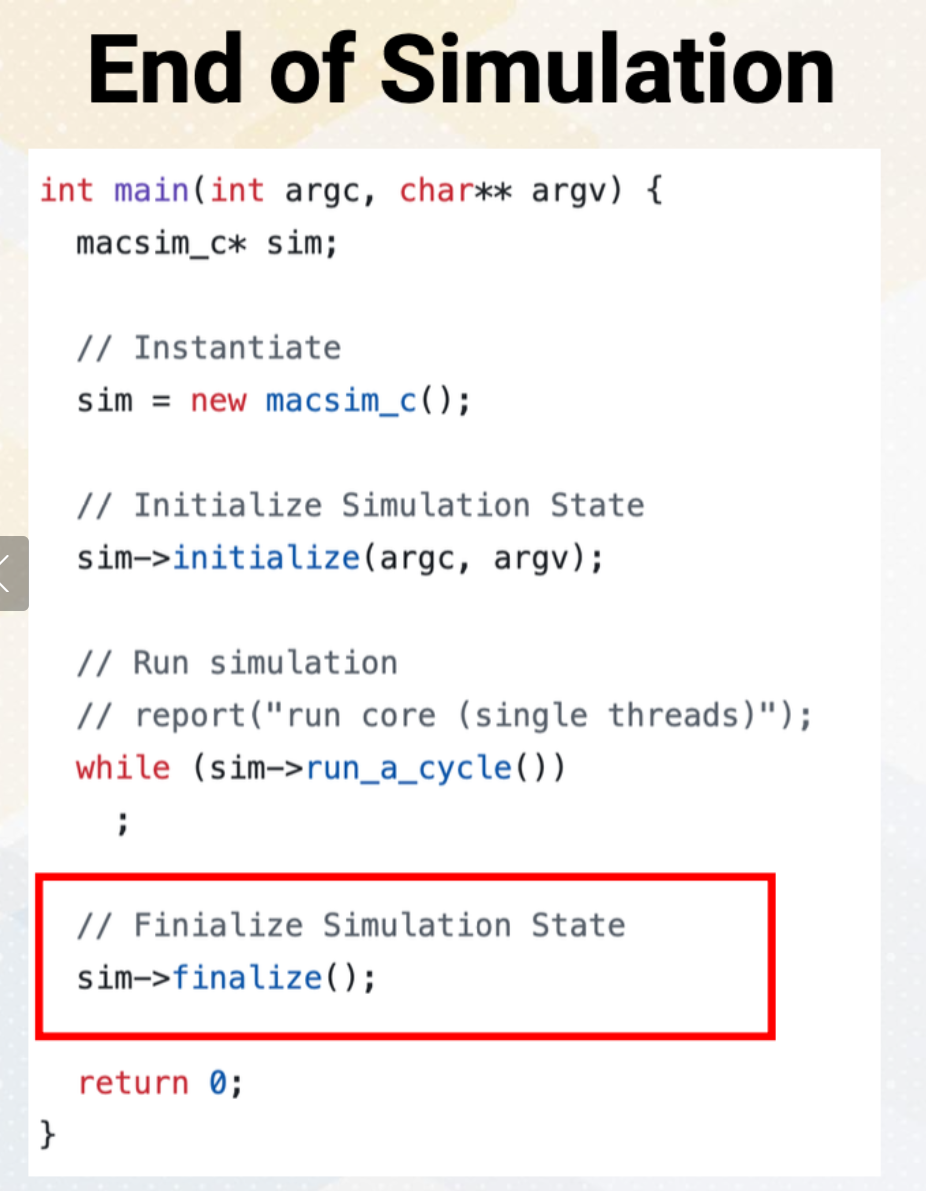 End of Simulation
int main(int argc, char** argv) {
macsim_c* sim;
// Instantiate
sim = new macsim_c();
// Initialize Simulation State
sim->initialize(argc, argv);
// Run simulation
// report("run core (single threads)");
while (sim->run_a_cycle())
;
// Finialize Simulation State
sim->finalize();
return 0;
}